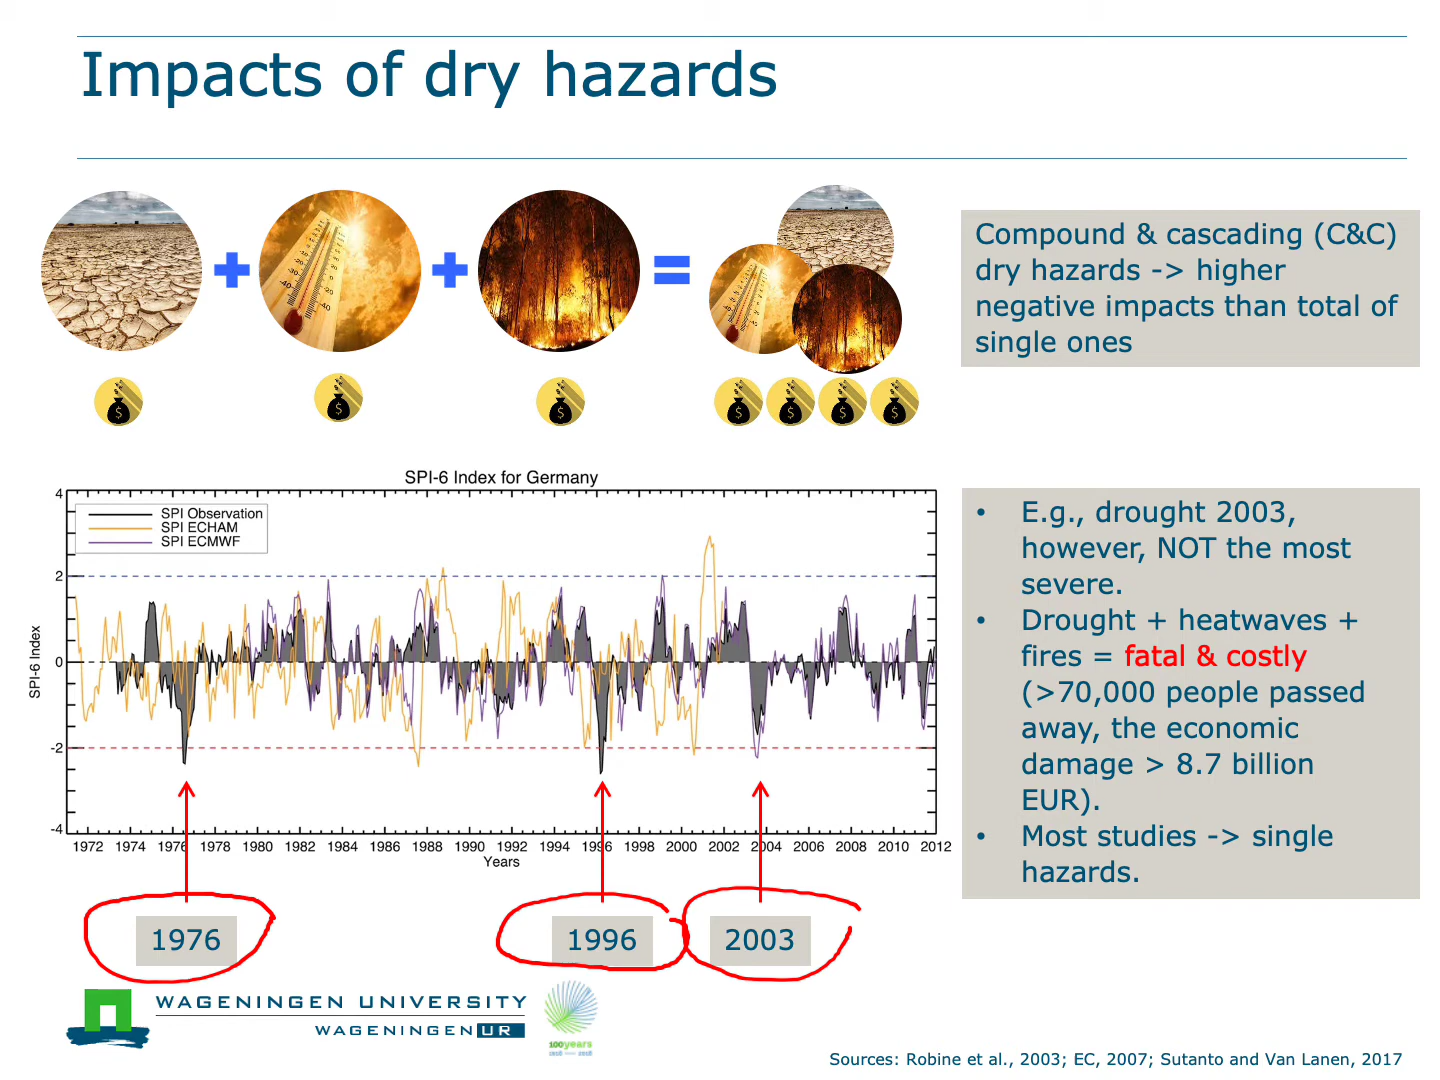 Impacts of dry hazards
Compound & cascading (C&C)
dry hazards -> higher
negative impacts than total of
single ones
SPI-6 Index for Germany
SPI Observation
SPI ECHAM
SPI ECMWF
4
2
0
-2
-4
SPI-6 Index
1972 1974 1976 1978 1980 1982 1984 1986 1988 1990 1992 1994 1996 1998 2000 2002 2004 2006 2008 2010 2012
Years
• E.g., drought 2003,
however, NOT the most
severe.
• Drought + heatwaves +
fires = fatal & costly
(>70,000 people passed
away, the economic
damage > 8.7 billion
EUR).
• Most studies -> single
hazards.
1976
1996
2003
WAGENINGEN UNIVERSITY
WAGENINGEN UR
100years
1918 — 2018
Sources: Robine et al., 2003; EC, 2007; Sutanto and Van Lanen, 2017